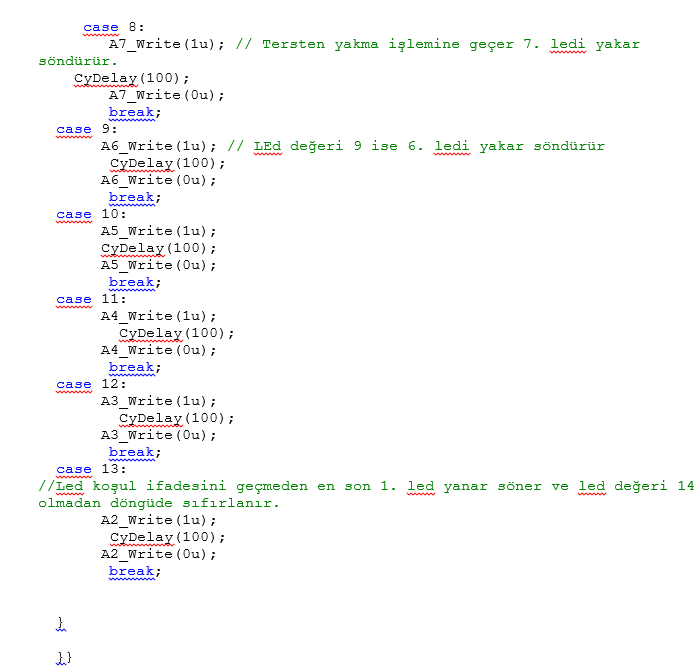 case 8:
A7_Write(1u); // Tersten yakma işlemine geçer 7. ledi yakar
söndürür.
CyDelay(100);
A7_Write(0u);
break;
case 9:
A6_Write(1u); // LEd değeri 9 ise 6. ledi yakar söndürür
CyDelay(100);
A6_Write(0u);
break;
case 10:
A5_Write(1u);
CyDelay(100);
A5_Write(0u);
break;
case 11:
A4_Write(1u);
CyDelay(100);
A4_Write(0u);
break;
case 12:
A3_Write(1u);
CyDelay(100);
A3_Write(0u);
break;
case 13:
//Led koşul ifadesini geçmeden en son 1. led yanar söner ve led değeri 14
olmadan döngüde sıfırlanır.
A2_Write(1u);
CyDelay(100);
A2_Write(0u);
break;
}
}}